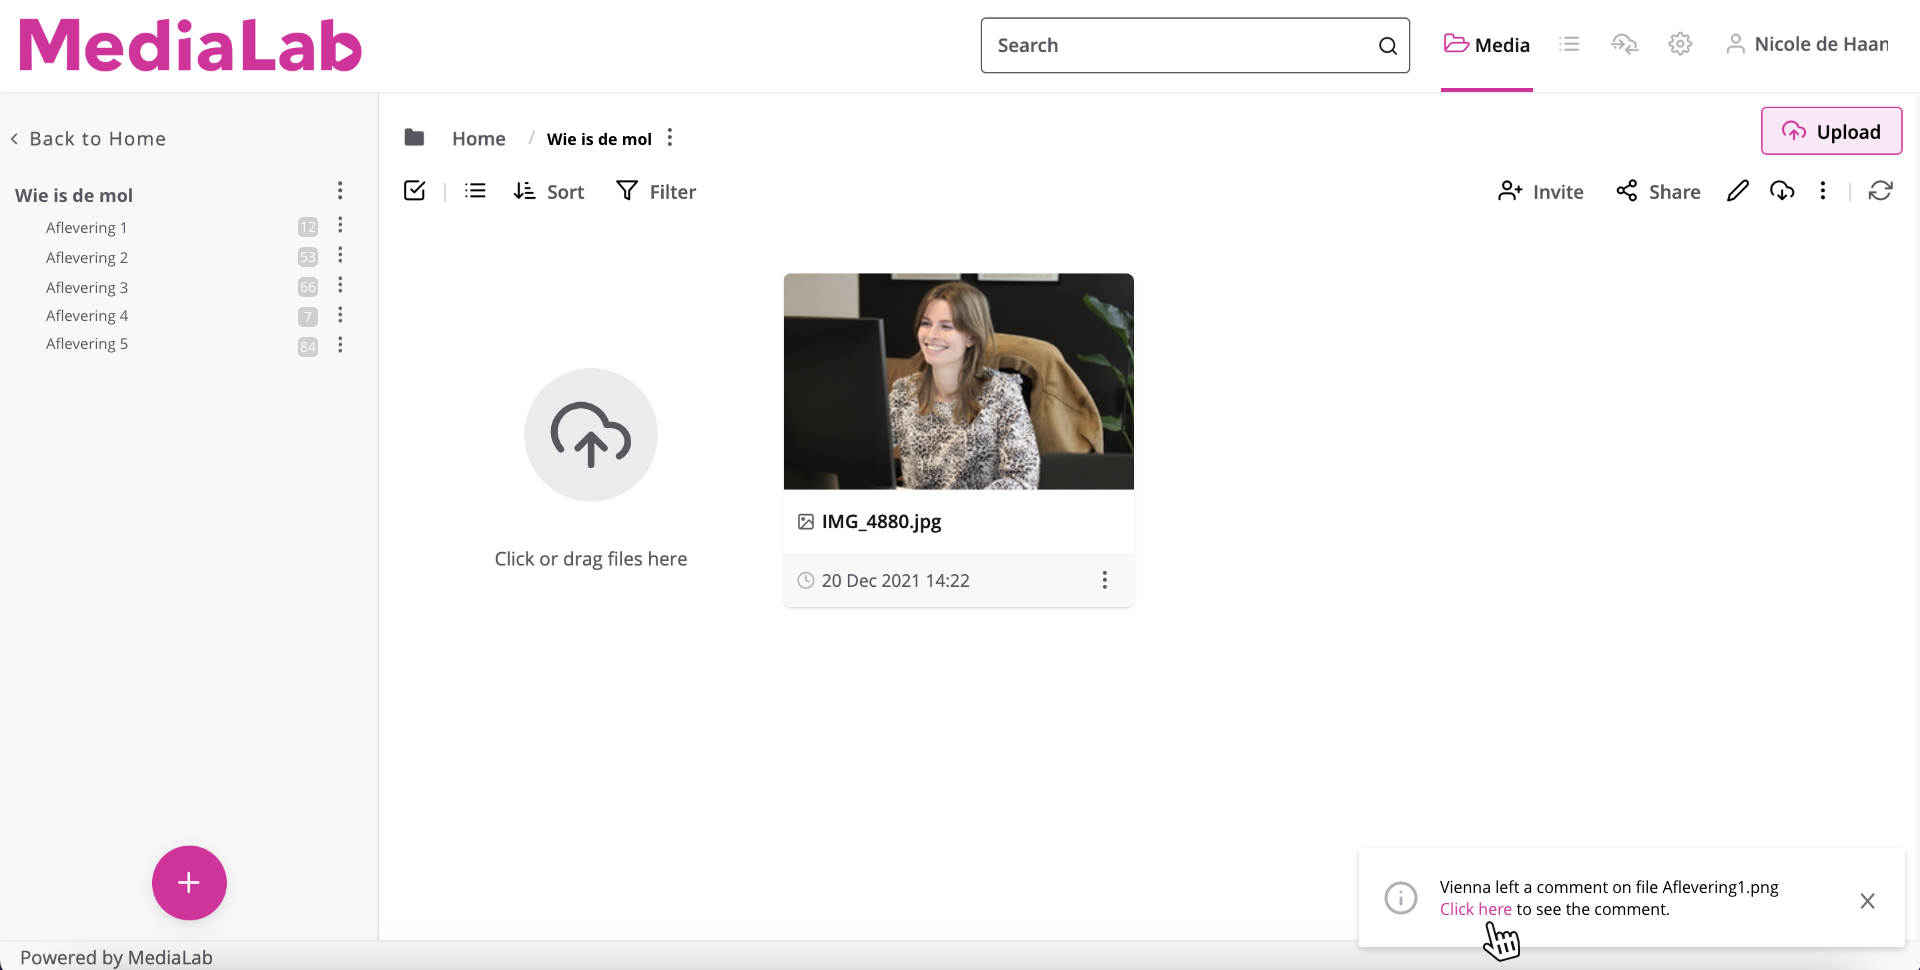 MediaLab
Search
Media
Nicole de Haan
Back to Home
Home / Wie is de mol
Upload
Wie is de mol
Aflevering 1 12
Aflevering 2 53
Aflevering 3 66
Aflevering 4 7
Aflevering 5 84
Sort
Filter
Invite
Share
Click or drag files here
IMG_4880.jpg
20 Dec 2021 14:22
Vienna left a comment on file Aflevering1.png
Click here to see the comment.
Powered by MediaLab